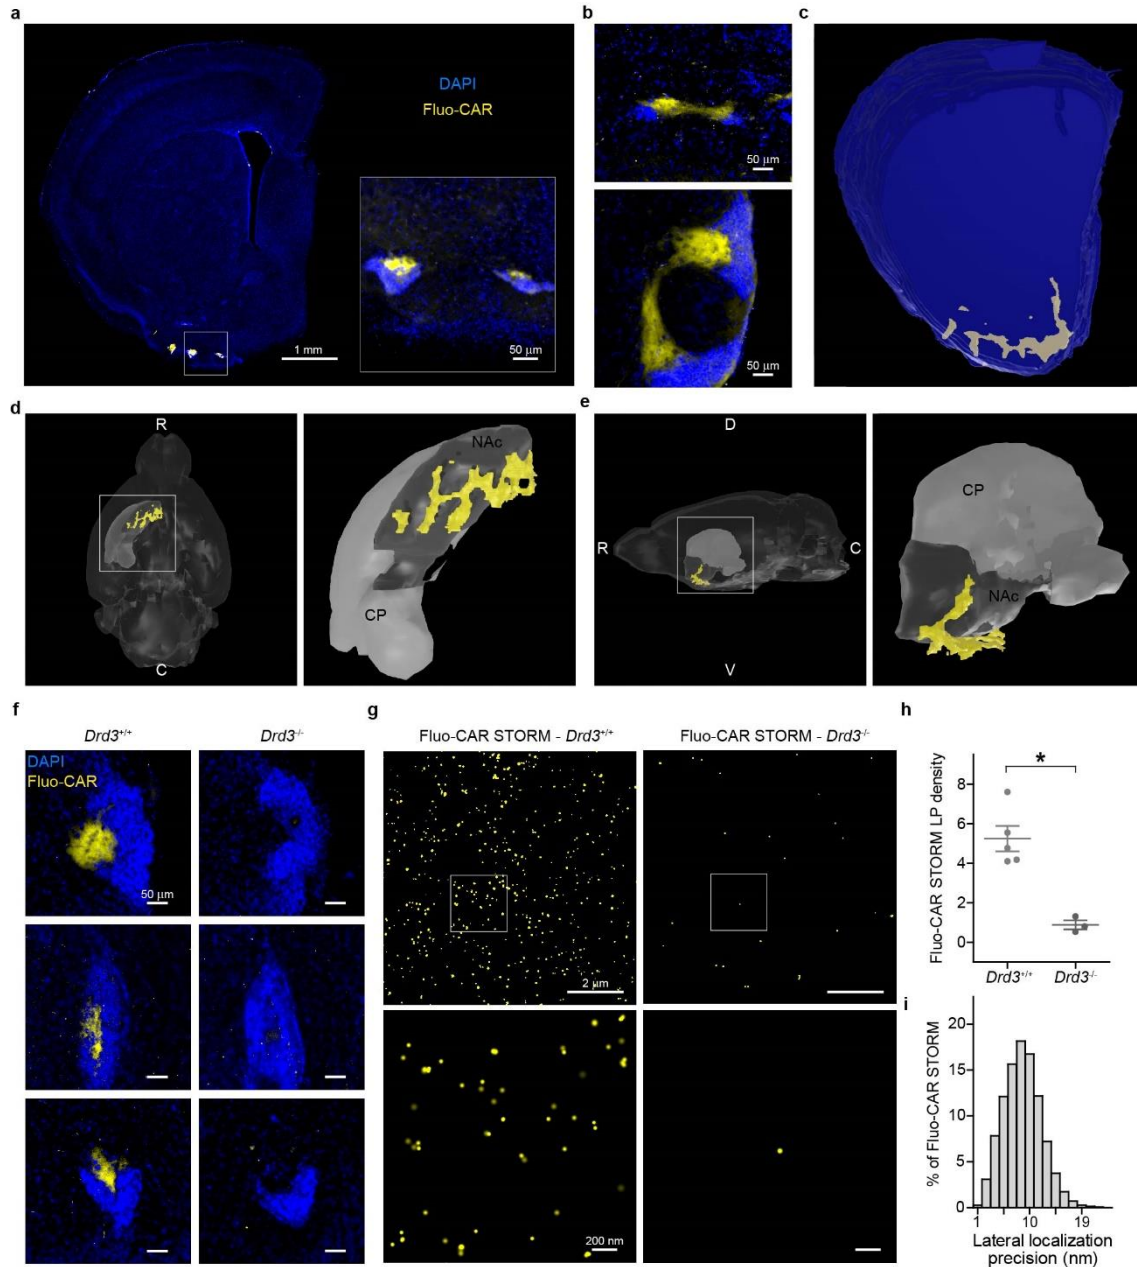 a
DAPI
Fluo-CAR
1 mm
50 µm
b
50 µm
50 µm
c
d
R
C
NAc
CP
e
D
R
C
V
CP
NAc
f
Drd3+/+
Drd3-/-
DAPI
Fluo-CAR
50 µm
g
Fluo-CAR STORM - Drd3+/+
Fluo-CAR STORM - Drd3-/-
2 µm
200 nm
h
Fluo-CAR STORM LP density
8
6
4
2
0
*
Drd3+/+
Drd3-/-
i
% of Fluo-CAR STORM
20
15
10
5
0
1
10
19
Lateral localization
precision (nm)